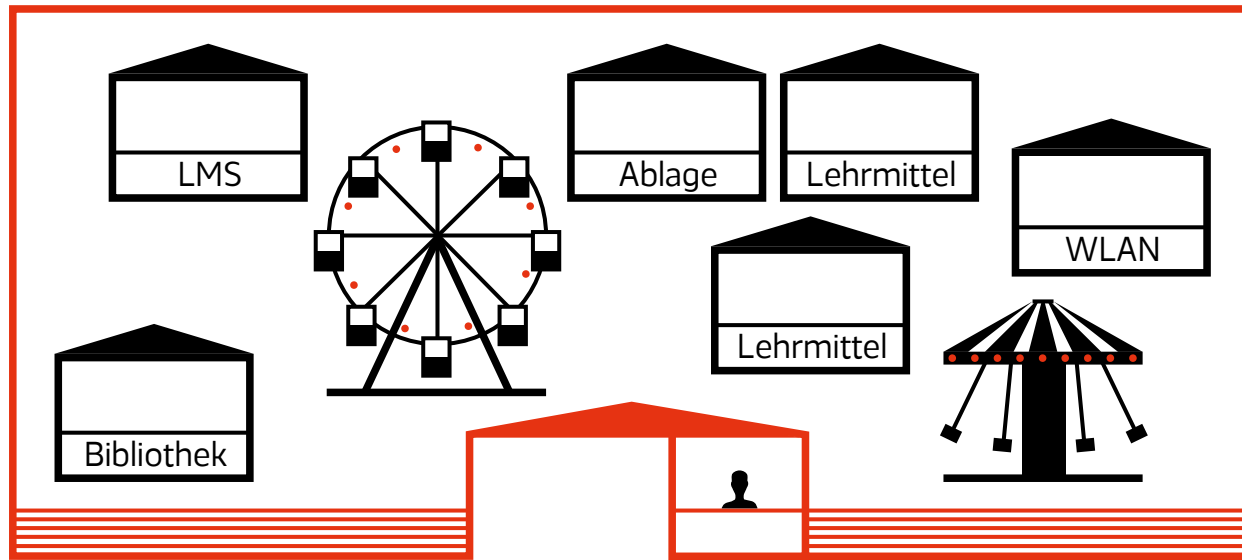 LMS
Ablage
Lehrmittel
WLAN
Lehrmittel
Bibliothek